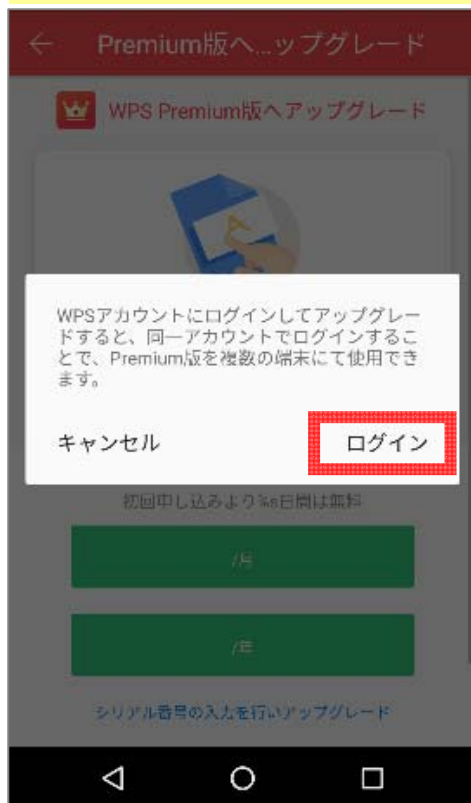 Premium版へ...ップグレード
WPS Premium版へアップグレード
A
WPSアカウントにログインしてアップグレー
ドすると、同一アカウントでログインするこ
とで、Premium版を複数の端末にて使用でき
ます。
キャンセル ログイン
初回申し込みより%s日間は無料
/月
/年
シリアル番号の入力を行いアップグレード